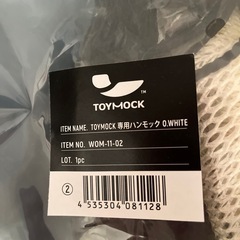 TOYMOCK
ITEM NAME. TOYMOCK 専用ハンモック O.WHITE
ITEM NO. WOM-11-02
LOT. 1pc
②
4 535304 081128